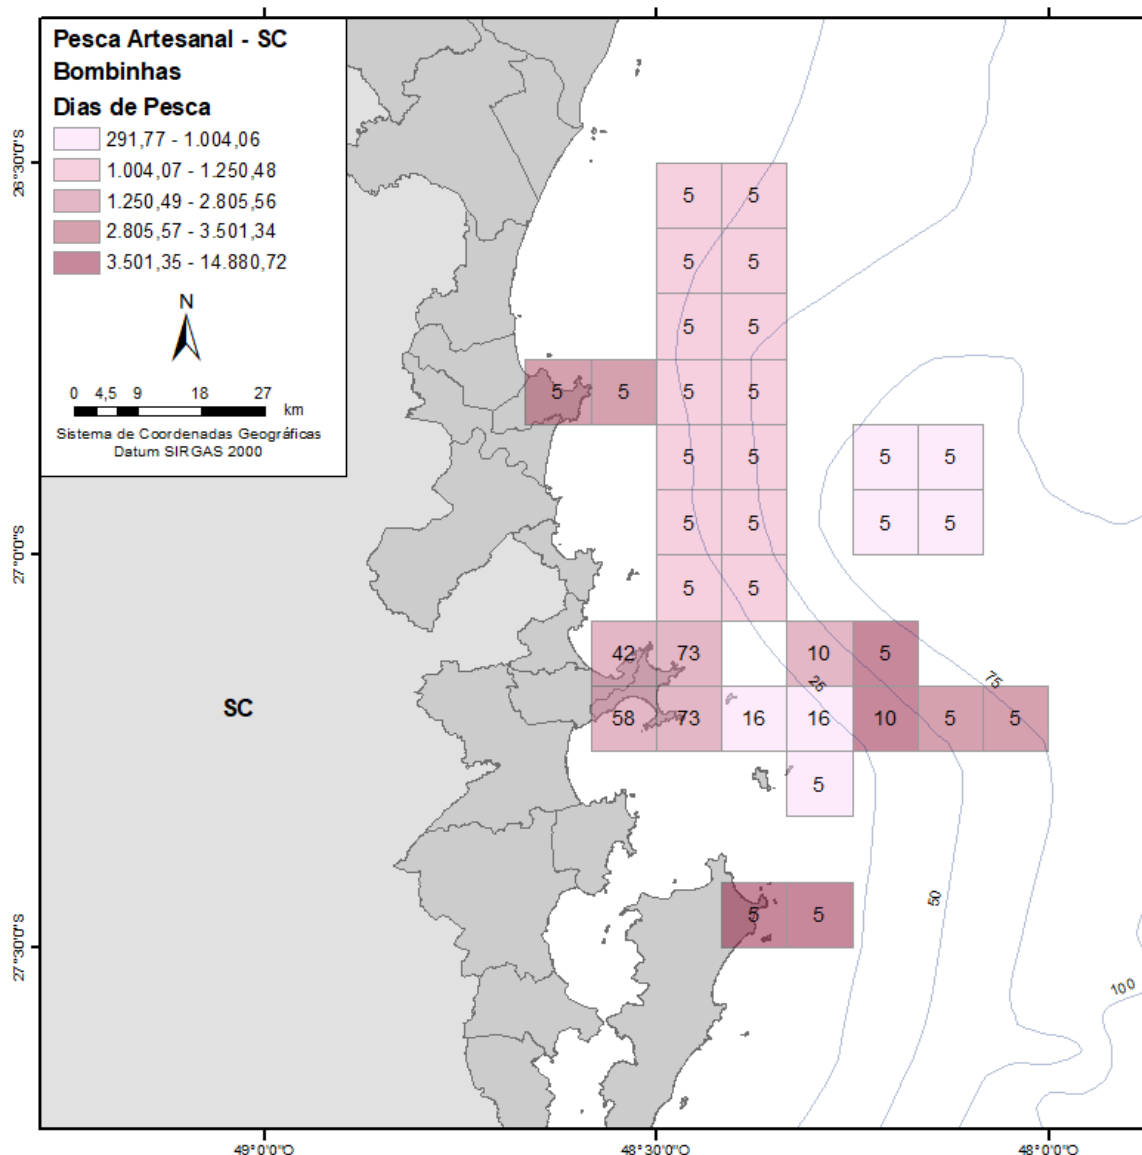 Pesca Artesanal - SC
Bombinhas
Dias de Pesca
291,77 - 1.004,06
1.004,07 - 1.250,48
1.250,49 - 2.805,56
2.805,57 - 3.501,34
3.501,35 - 14.880,72
N
0 4,5 9 18 27
km
Sistema de Coordenadas Geográficas
Datum SIRGAS 2000
26°30'0"S
27°0'0"S
27°30'0"S
5 5
5 5
5 5
5 5 5 5
5 5 5 5
5 5 5 5
5 5
42 73 10 5
25
75
58 73 16 16 10 5 5
SC
5
50
5 5
100
49°0'0"O 48°30'0"O 48°0'0"O